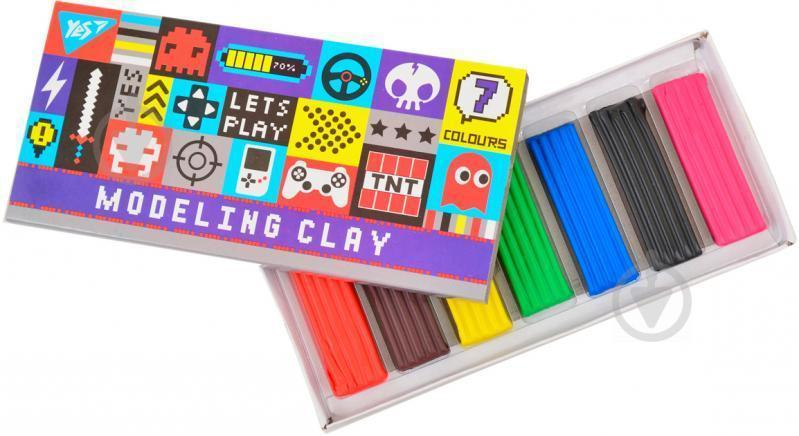 YES
70%
YES
LETS
PLAY
7
COLOURS
TNT
MODELING CLAY